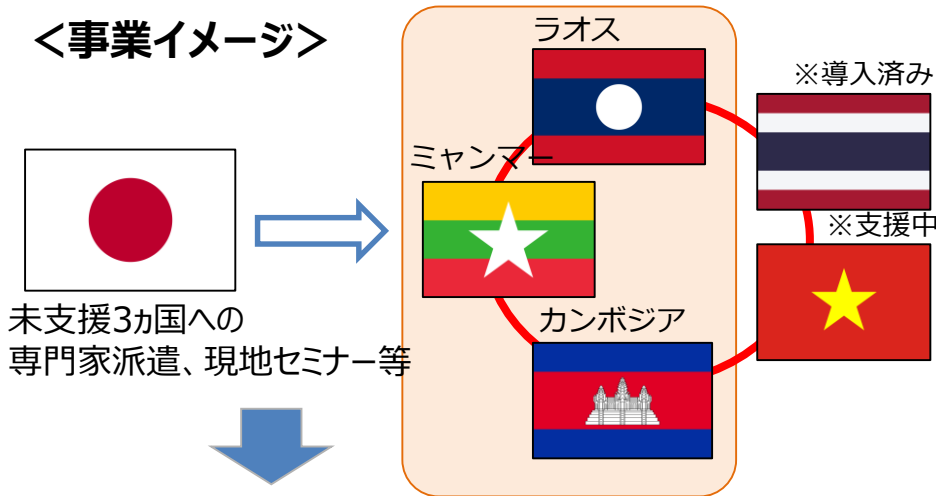 <事業イメージ>
ラオス
※導入済み
ミャンマー
※支援中
カンボジア
未支援3ヵ国への
専門家派遣、現地セミナー等